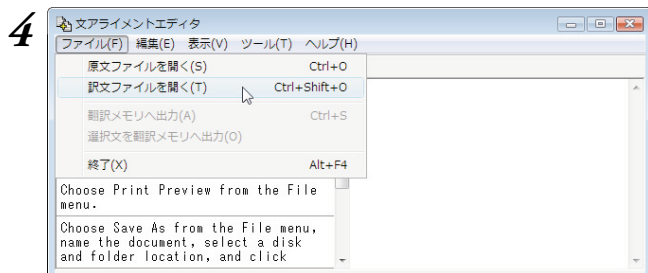 4
文アライメントエディタ
ファイル(F) 編集(E) 表示(V) ツール(T) ヘルプ(H)
原文ファイルを開く(S) Ctrl+O
訳文ファイルを開く(T) Ctrl+Shift+O
翻訳メモリへ出力(A) Ctrl+S
選択文を翻訳メモリへ出力(O)
終了(X) Alt+F4
Choose Print Preview from the File
menu.
Choose Save As from the File menu,
name the document, select a disk
and folder location, and click